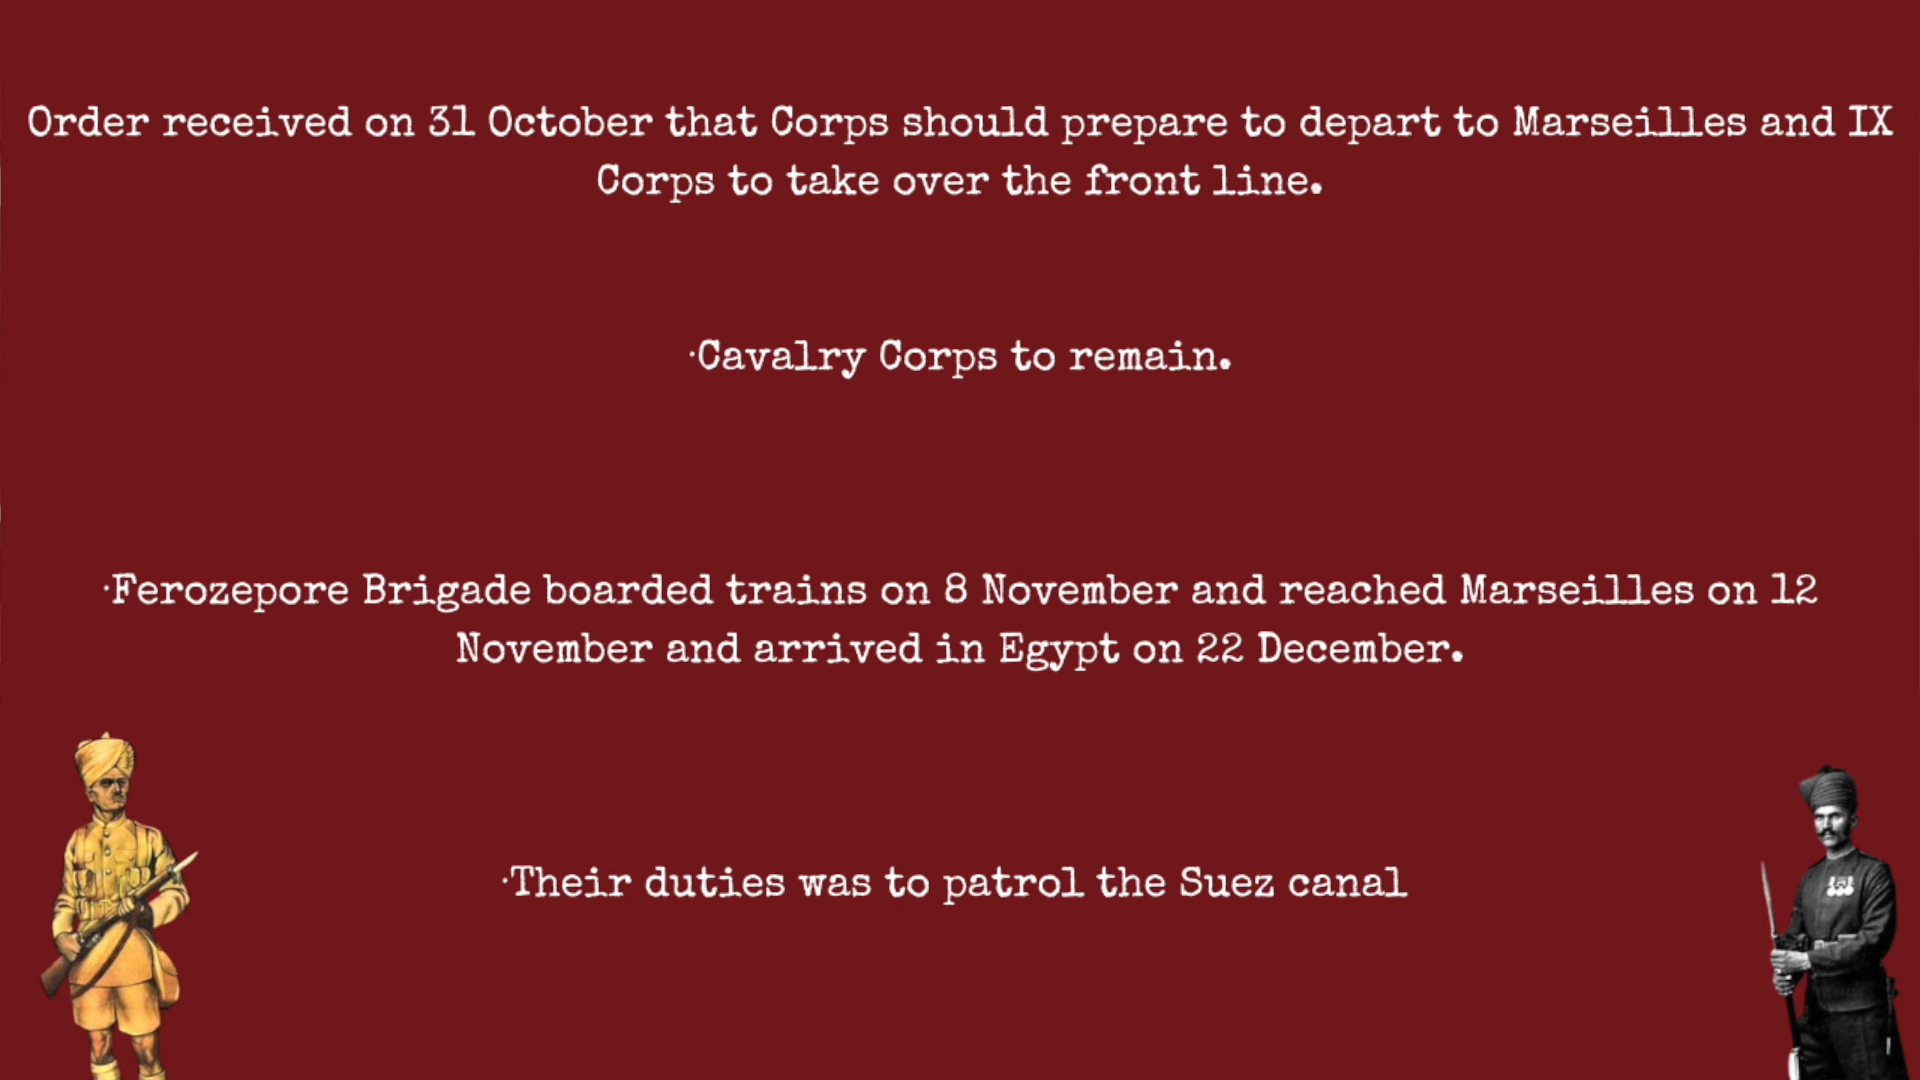 Order received on 31 October that Corps should prepare to depart to Marseilles and IX
Corps to take over the front line.
·Cavalry Corps to remain.
·Ferozepore Brigade boarded trains on 8 November and reached Marseilles on 12
November and arrived in Egypt on 22 December.
·Their duties was to patrol the Suez canal